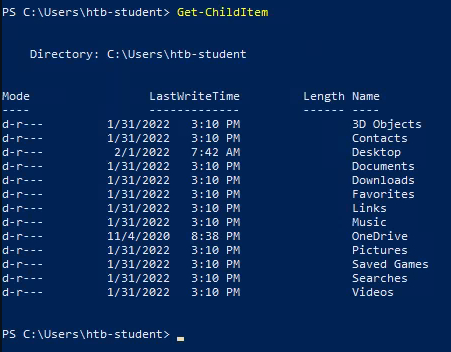 PS C:\Users\htb-student> Get-ChildItem
Directory: C:\Users\htb-student
Mode LastWriteTime Length Name
---- ------------- ------ ----
d-r--- 1/31/2022 3:10 PM 3D Objects
d-r--- 1/31/2022 3:10 PM Contacts
d-r--- 2/1/2022 7:42 AM Desktop
d-r--- 1/31/2022 3:10 PM Documents
d-r--- 1/31/2022 3:10 PM Downloads
d-r--- 1/31/2022 3:10 PM Favorites
d-r--- 1/31/2022 3:10 PM Links
d-r--- 1/31/2022 3:10 PM Music
d-r--- 11/4/2020 8:38 PM OneDrive
d-r--- 1/31/2022 3:10 PM Pictures
d-r--- 1/31/2022 3:10 PM Saved Games
d-r--- 1/31/2022 3:10 PM Searches
d-r--- 1/31/2022 3:10 PM Videos
PS C:\Users\htb-student>